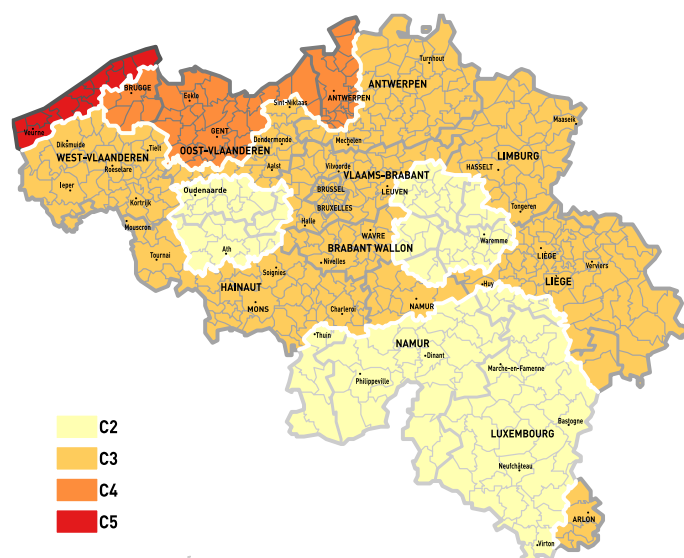 Turnhout
ANTWERPEN
BRUGGE
Eeklo
ANTWERPEN
Sint-Niklaas
Maaseik
Veurne
GENT
Diksmuide
Tielt
OOST-VLAANDEREN
Dendermonde
Mechelen
WEST-VLAANDEREN
Roeselare
Aalst
Vilvoorde
VLAAMS-BRABANT
HASSELT
LIMBURG
Ieper
Oudenaarde
BRUSSEL
LEUVEN
Kortrijk
BRUXELLES
Tongeren
Mouscron
Halle
WAVRE
Waremme
Ath
BRABANT WALLON
LIÈGE
Tournai
Soignies
Nivelles
Verviers
HAINAUT
Huy
LIÈGE
MONS
Charleroi
NAMUR
Thuin
NAMUR
Dinant
Marche-en-Famenne
Philippeville
C2
Bastogne
LUXEMBOURG
C3
Neufchâteau
C4
ARLON
C5
Virton